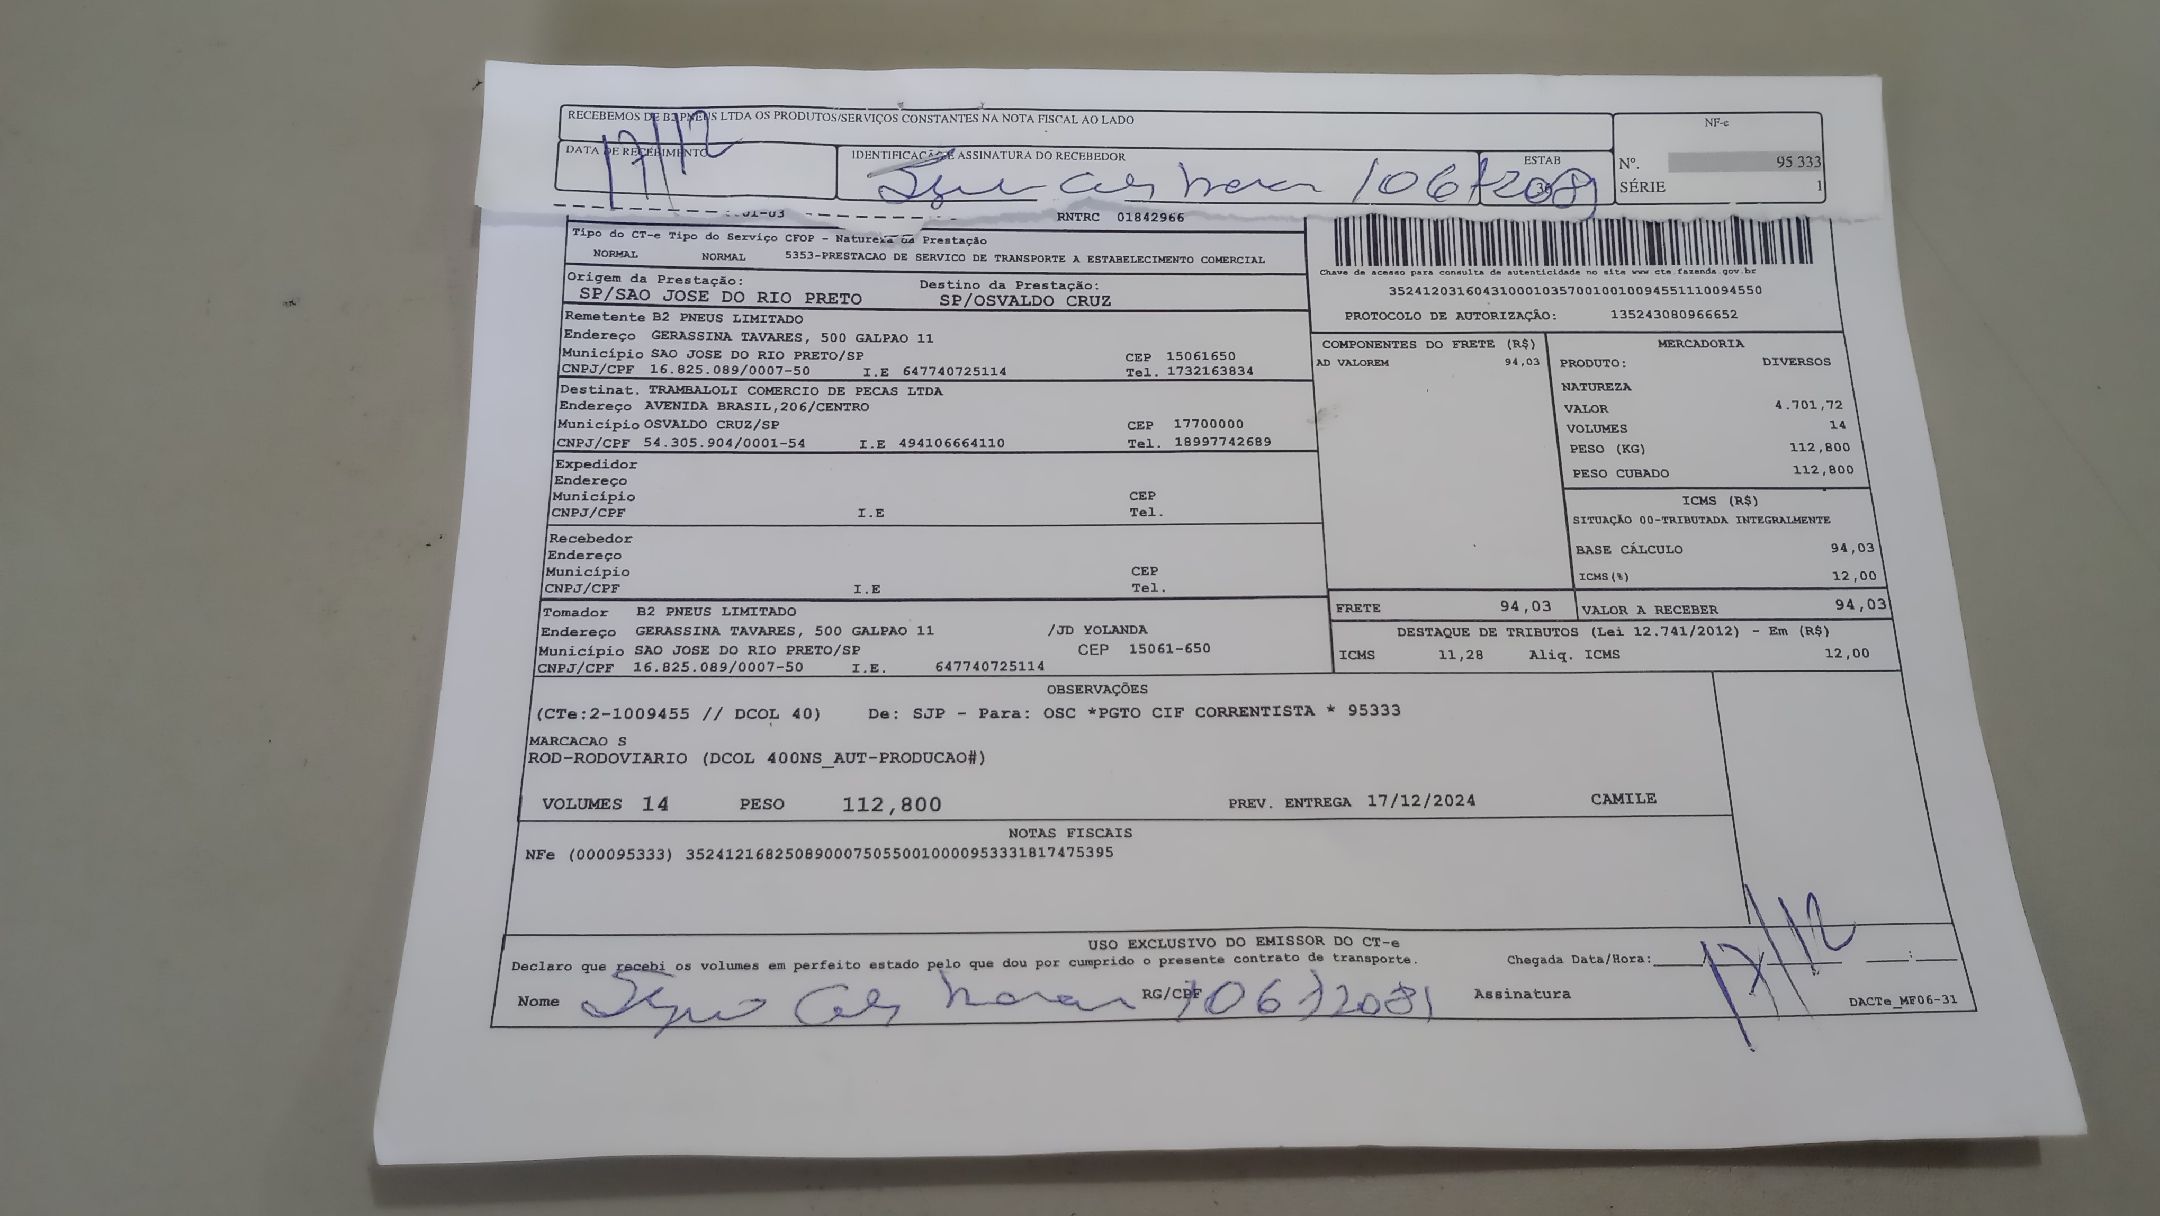 RECEBEMOS DE B2 PNEUS LTDA OS PRODUTOS/SERVIÇOS CONSTANTES NA NOTA FISCAL AO LADO
NF-e
DATA DE RECEBIMENTO
17/12
IDENTIFICAÇÃO E ASSINATURA DO RECEBEDOR
ESTAB
Nº. 95 333
SÉRIE 1
RNTRC 01842966
Tipo do CT-e Tipo do Serviço CFOP - Natureza da Prestação
NORMAL NORMAL 5353-PRESTACAO DE SERVICO DE TRANSPORTE A ESTABELECIMENTO COMERCIAL
Chave de acesso para consulta de autenticidade no site www cte.fazenda.gov.br
35241203160431000103570010010094551110094550
PROTOCOLO DE AUTORIZAÇÃO: 135243080966652
Origem da Prestação: Destino da Prestação:
SP/SAO JOSE DO RIO PRETO SP/OSVALDO CRUZ
Remetente B2 PNEUS LIMITADO
Endereço GERASSINA TAVARES, 500 GALPAO 11
Município SAO JOSE DO RIO PRETO/SP CEP 15061650
CNPJ/CPF 16.825.089/0007-50 I.E 647740725114 Tel. 1732163834
Destinat. TRAMBALOLI COMERCIO DE PECAS LTDA
Endereço AVENIDA BRASIL,206/CENTRO
Município OSVALDO CRUZ/SP CEP 17700000
CNPJ/CPF 54.305.904/0001-54 I.E 494106664110 Tel. 18997742689
Expedidor
Endereço
Município CEP
CNPJ/CPF I.E Tel.
Recebedor
Endereço
Município CEP
CNPJ/CPF I.E Tel.
Tomador B2 PNEUS LIMITADO
Endereço GERASSINA TAVARES, 500 GALPAO 11 /JD YOLANDA
Município SAO JOSE DO RIO PRETO/SP CEP 15061-650
CNPJ/CPF 16.825.089/0007-50 I.E. 647740725114
COMPONENTES DO FRETE (R$)
AD VALOREM 94,03
MERCADORIA
PRODUTO: DIVERSOS
NATUREZA
VALOR 4.701,72
VOLUMES 14
PESO (KG) 112,800
PESO CUBADO 112,800
ICMS (R$)
SITUAÇÃO 00-TRIBUTADA INTEGRALMENTE
BASE CÁLCULO 94,03
ICMS(%) 12,00
FRETE 94,03 VALOR A RECEBER 94,03
DESTAQUE DE TRIBUTOS (Lei 12.741/2012) - Em (R$)
ICMS 11,28 Aliq. ICMS 12,00
OBSERVAÇÕES
(CTe:2-1009455 // DCOL 40) De: SJP - Para: OSC *PGTO CIF CORRENTISTA * 95333
MARCACAO S
ROD-RODOVIARIO (DCOL 400NS_AUT-PRODUCAO#)
VOLUMES 14 PESO 112,800 PREV. ENTREGA 17/12/2024 CAMILE
NOTAS FISCAIS
NFe (000095333) 35241216825089000750550010000953331817475395
USO EXCLUSIVO DO EMISSOR DO CT-e
Declaro que recebi os volumes em perfeito estado pelo que dou por cumprido o presente contrato de transporte. Chegada Data/Hora: 17/12
Nome RG/CPF Assinatura
DACTe_MF06-31